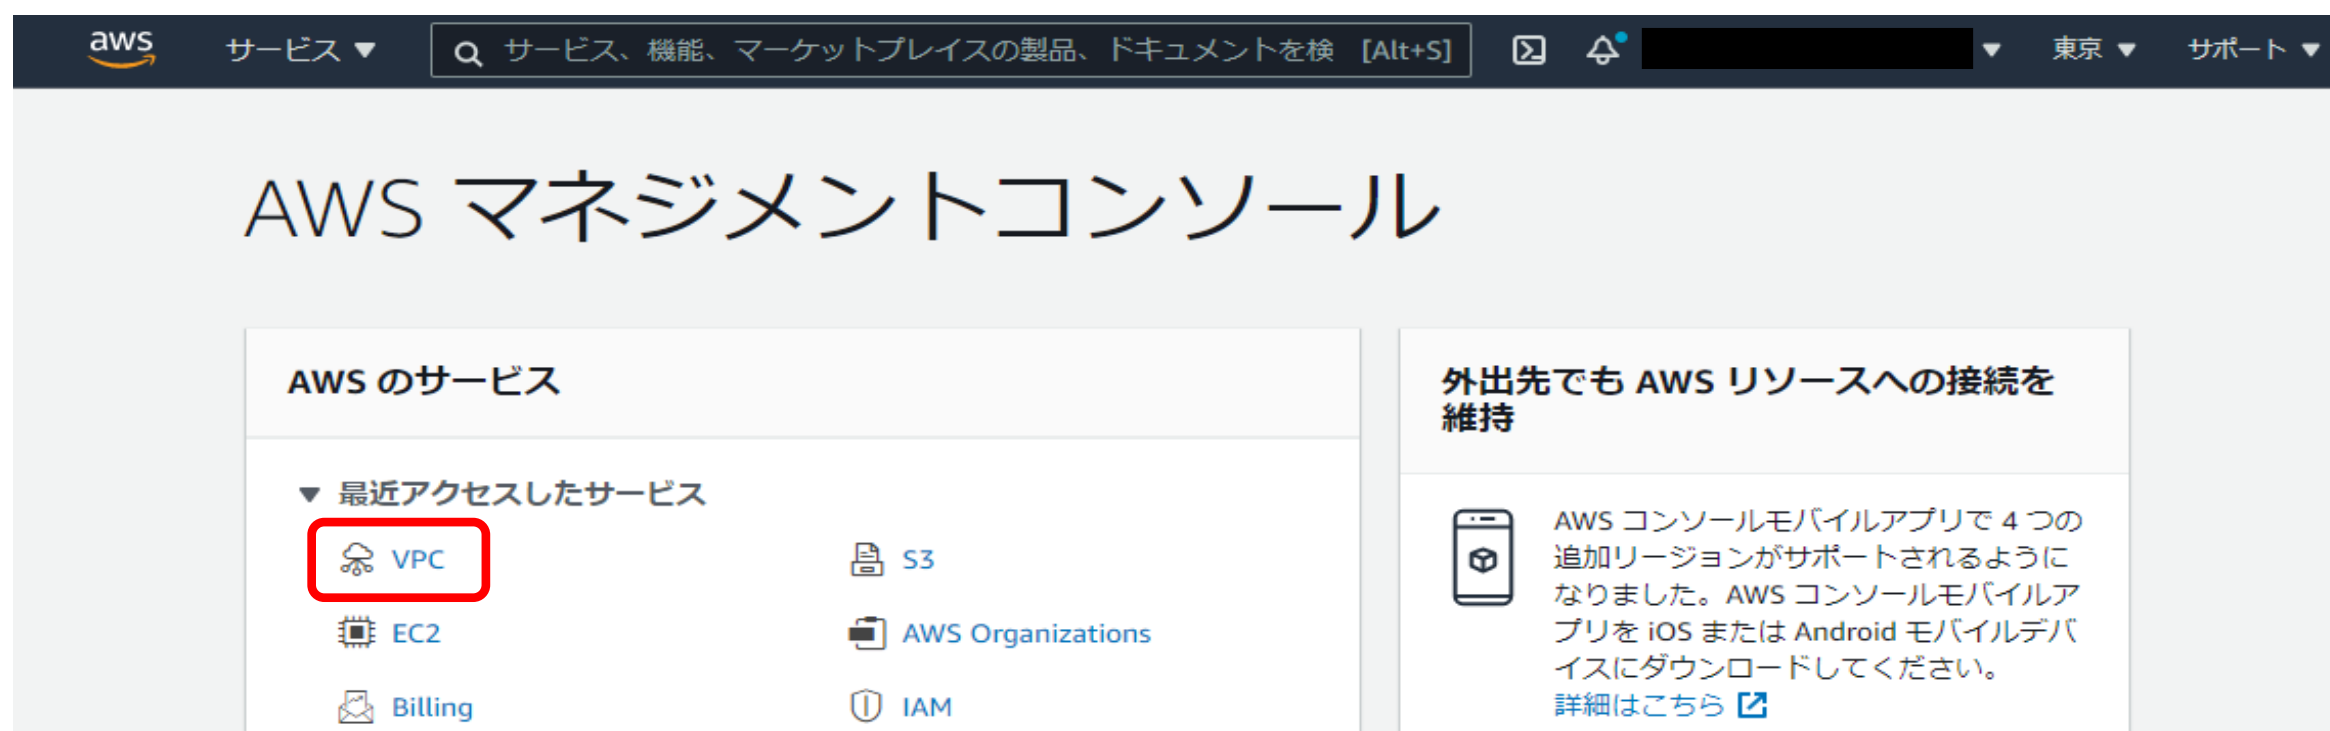 aws サービス ▼ サービス、機能、マーケットプレイスの製品、ドキュメントを検 [Alt+S] ▼ 東京 ▼ サポート ▼
AWS マネジメントコンソール
AWS のサービス
▼ 最近アクセスしたサービス
VPC
S3
EC2
AWS Organizations
Billing
IAM
外出先でも AWS リソースへの接続を
維持
AWS コンソールモバイルアプリで 4 つの
追加リージョンがサポートされるように
なりました。AWS コンソールモバイルア
プリを iOS または Android モバイルデバ
イスにダウンロードしてください。
詳細はこちら